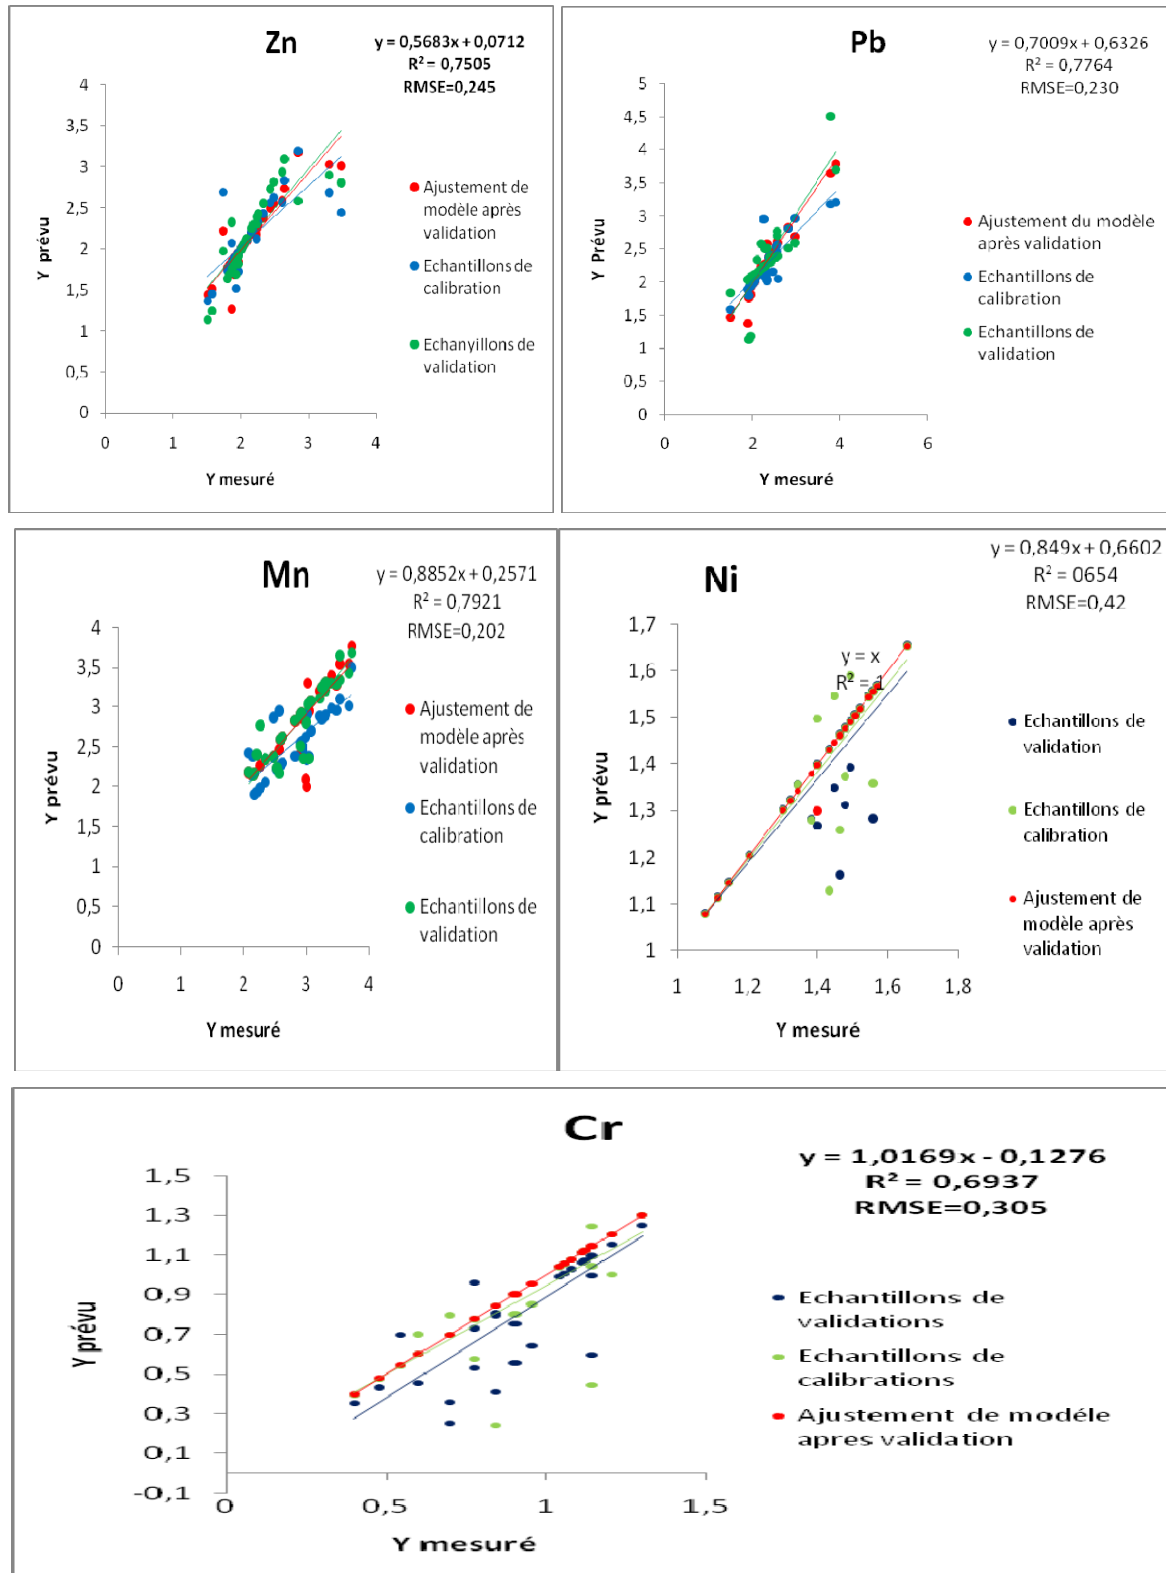 Zn
y = 0,5683x + 0,0712
R² = 0,7505
RMSE=0,245
4
3,5
3
2,5
2
1,5
1
0,5
0
0 1 2 3 4
Y prévu
Y mesuré
Ajustement de
modèle après
validation
Echantillons de
calibration
Echanyillons de
validation
Pb
y = 0,7009x + 0,6326
R² = 0,7764
RMSE=0,230
5
4,5
4
3,5
3
2,5
2
1,5
1
0,5
0
0 2 4 6
Y Prévu
Y mesuré
Ajustement du modèle
après validation
Echantillons de
calibration
Echantillons de
validation
Mn
y = 0,8852x + 0,2571
R² = 0,7921
RMSE=0,202
4
3,5
3
2,5
2
1,5
1
0,5
0
0 1 2 3 4
Y prévu
Y mesuré
Ajustement de
modèle après
validation
Echantillons de
calibration
Echantillons de
validation
Ni
y = 0,849x + 0,6602
R² = 0654
RMSE=0,42
y = x
R² = 1
1,7
1,6
1,5
1,4
1,3
1,2
1,1
1
1 1,2 1,4 1,6 1,8
Y prévu
Y mesuré
Echantillons de
validation
Echantillons de
calibration
Ajustement de
modèle après
validation
Cr
y = 1,0169x - 0,1276
R² = 0,6937
RMSE=0,305
1,5
1,3
1,1
0,9
0,7
0,5
0,3
0,1
-0,1
0 0,5 1 1,5
Y prévu
Y mesuré
Echantillons de
validations
Echantillons de
calibrations
Ajustement de modéle
apres validation